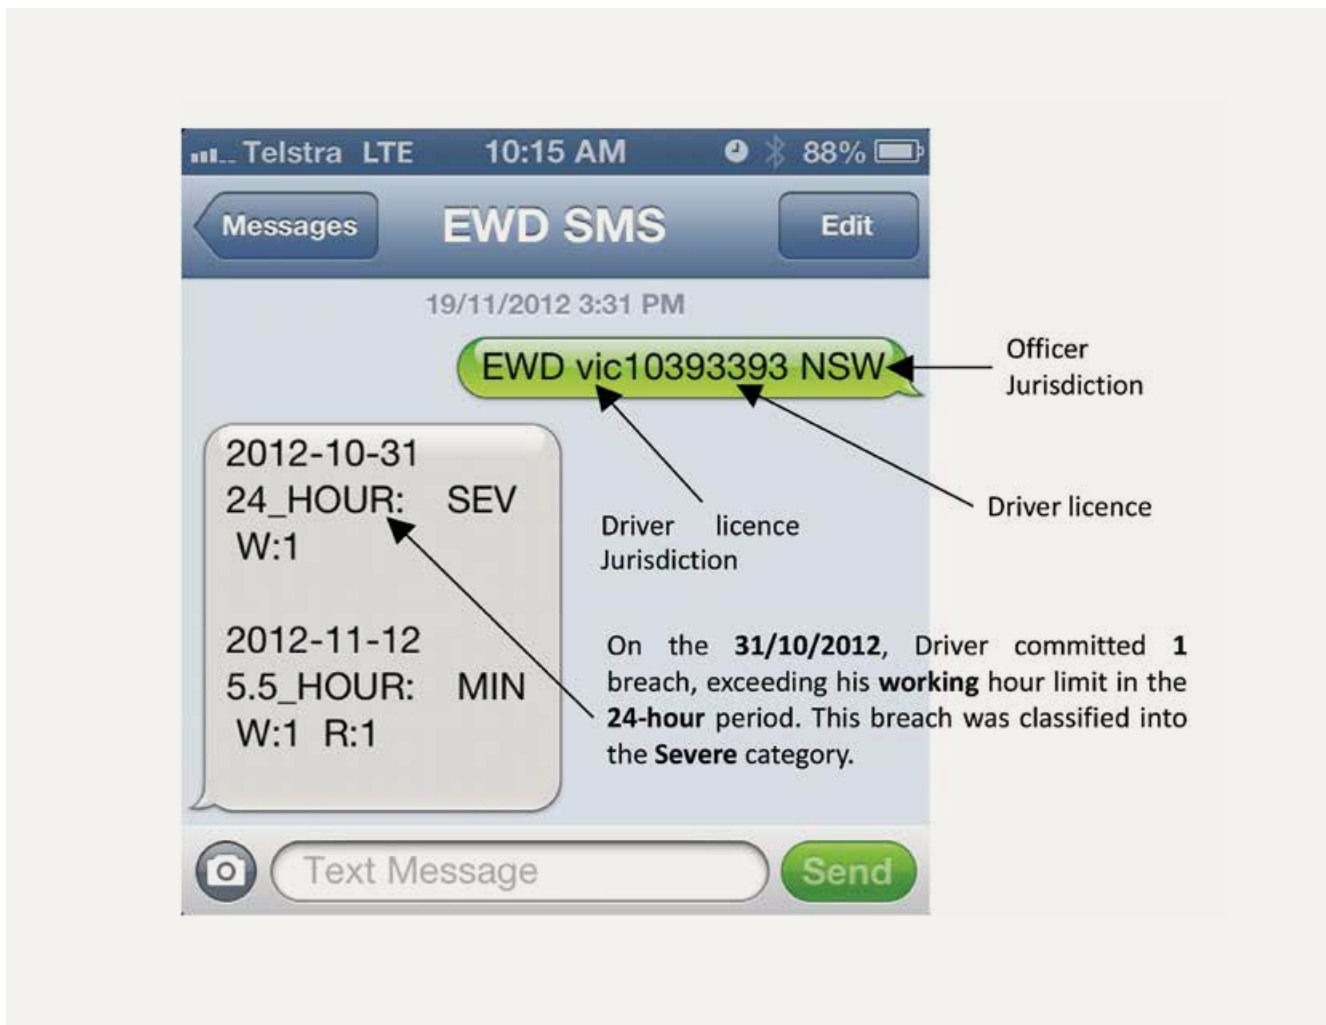 Telstra LTE 10:15 AM 88%
Messages EWD SMS Edit
19/11/2012 3:31 PM
EWD vic10393393 NSW
Officer
Jurisdiction
2012-10-31
24_HOUR: SEV
W:1
Driver licence
Driver licence
Jurisdiction
2012-11-12
5.5_HOUR: MIN
W:1 R:1
On the 31/10/2012, Driver committed 1
breach, exceeding his working hour limit in the
24-hour period. This breach was classified into
the Severe category.
Text Message Send